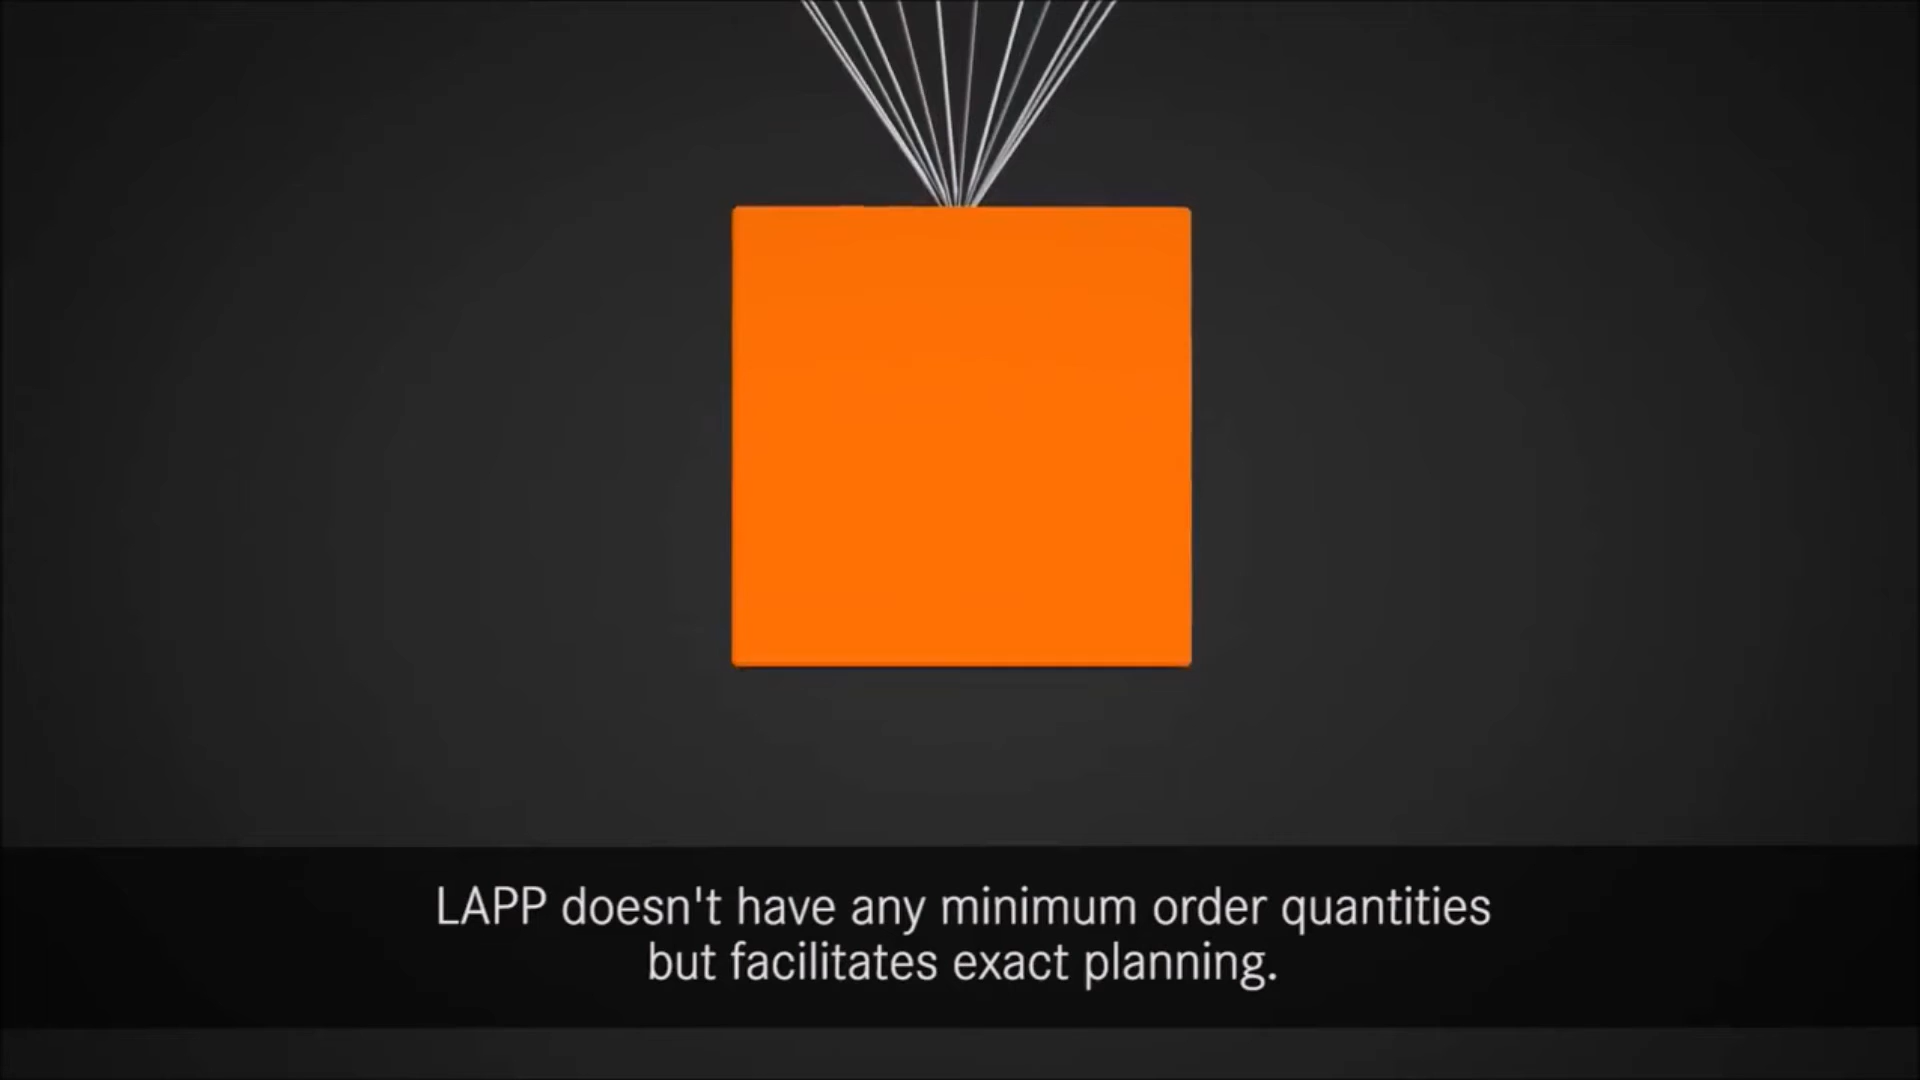 LAPP doesn't have any minimum order quantities
but facilitates exact planning.